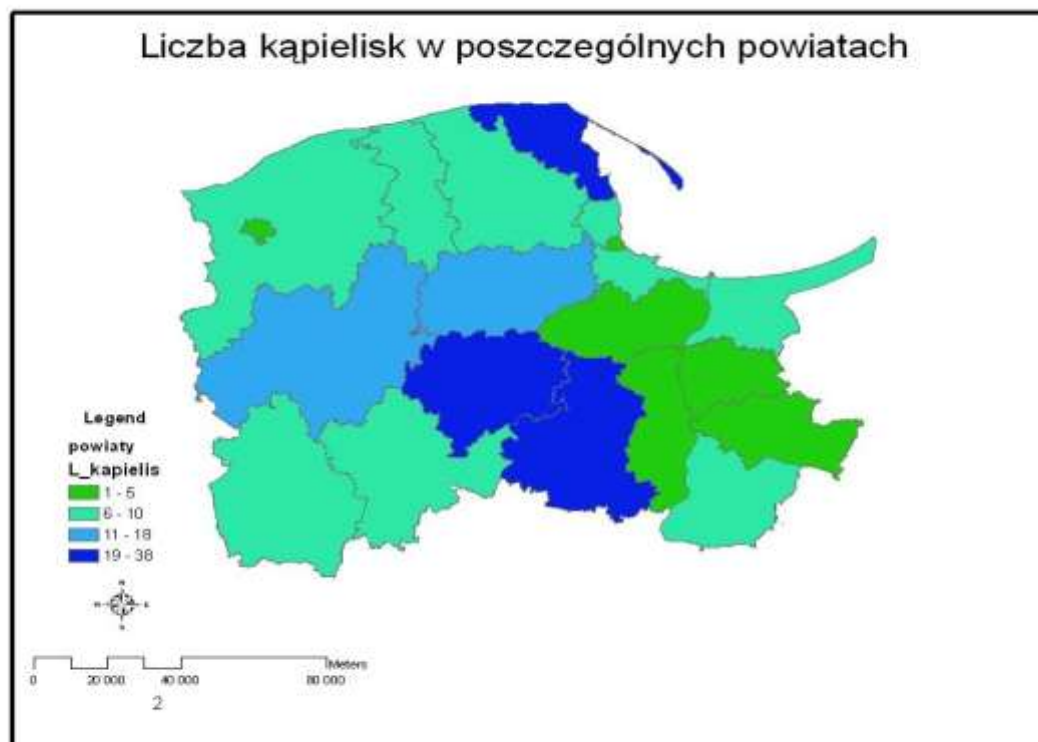 Liczba kąpielisk w poszczególnych powiatach
Legend
powiaty
L_kapielis
1 - 5
6 - 10
11 - 18
19 - 38
Meters
0 20 000 40 000 80 000
2